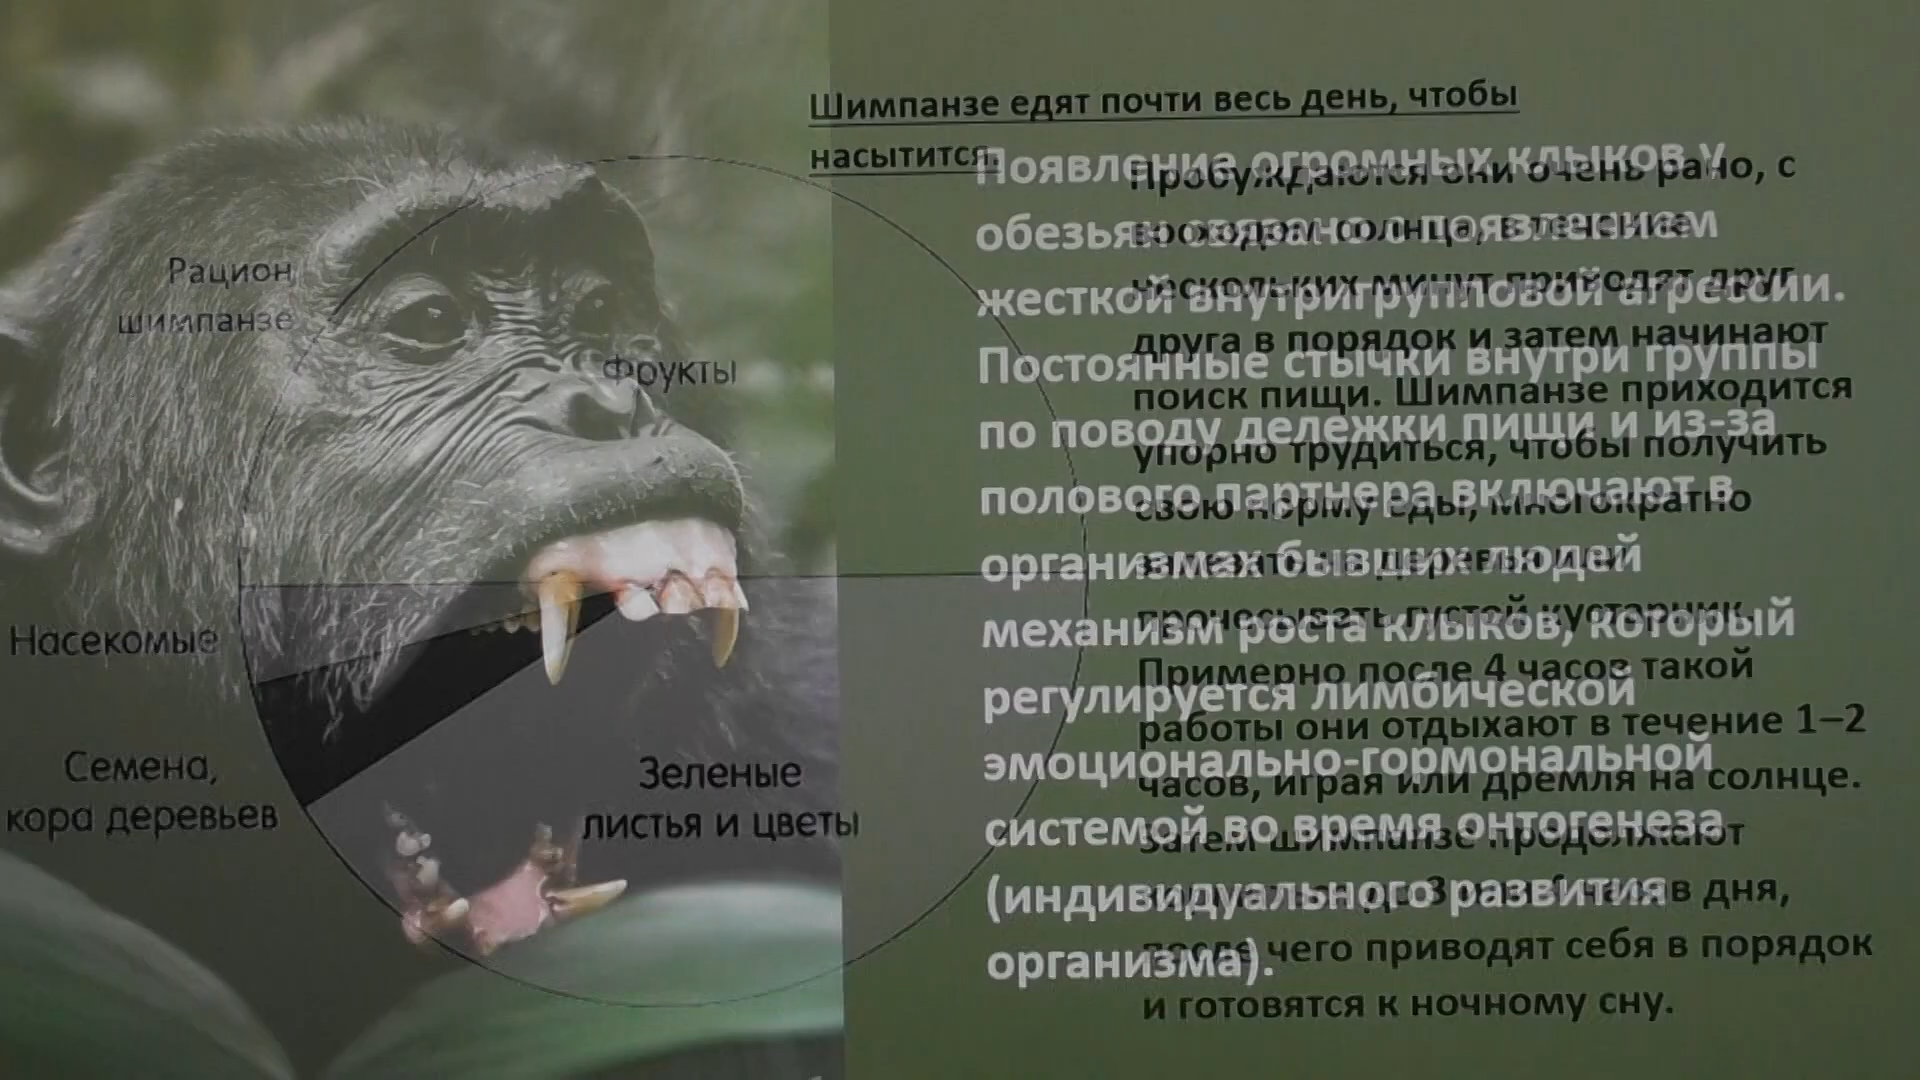 Шимпанзе едят почти весь день, чтобы
насытится.
Пробуждаются они очень рано, с
восходом солнца, в течение
нескольких минут приводят друг
друга в порядок и затем начинают
поиск пищи. Шимпанзе приходится
упорно трудиться, чтобы получить
свою норму еды, многократно
деревья или
прочесывать густой кустарник.
Примерно после 4 часов такой
работы они отдыхают в течение 1–2
часов, играя или дремля на солнце.
Затем шимпанзе продолжают
дня,
после чего приводят себя в порядок
и готовятся к ночному сну.
Появление огромных клыков у
обезьян связано с появлением
жесткой внутригрупповой агрессии.
Постоянные стычки внутри группы
по поводу дележки пищи и из-за
полового партнера включают в
организмах бывших людей
механизм роста клыков, который
регулируется лимбической
эмоционально-гормональной
системой во время онтогенеза
(индивидуального развития
организма).
Рацион
шимпанзе
Фрукты
Насекомые
Семена,
кора деревьев
Зеленые
листья и цветы